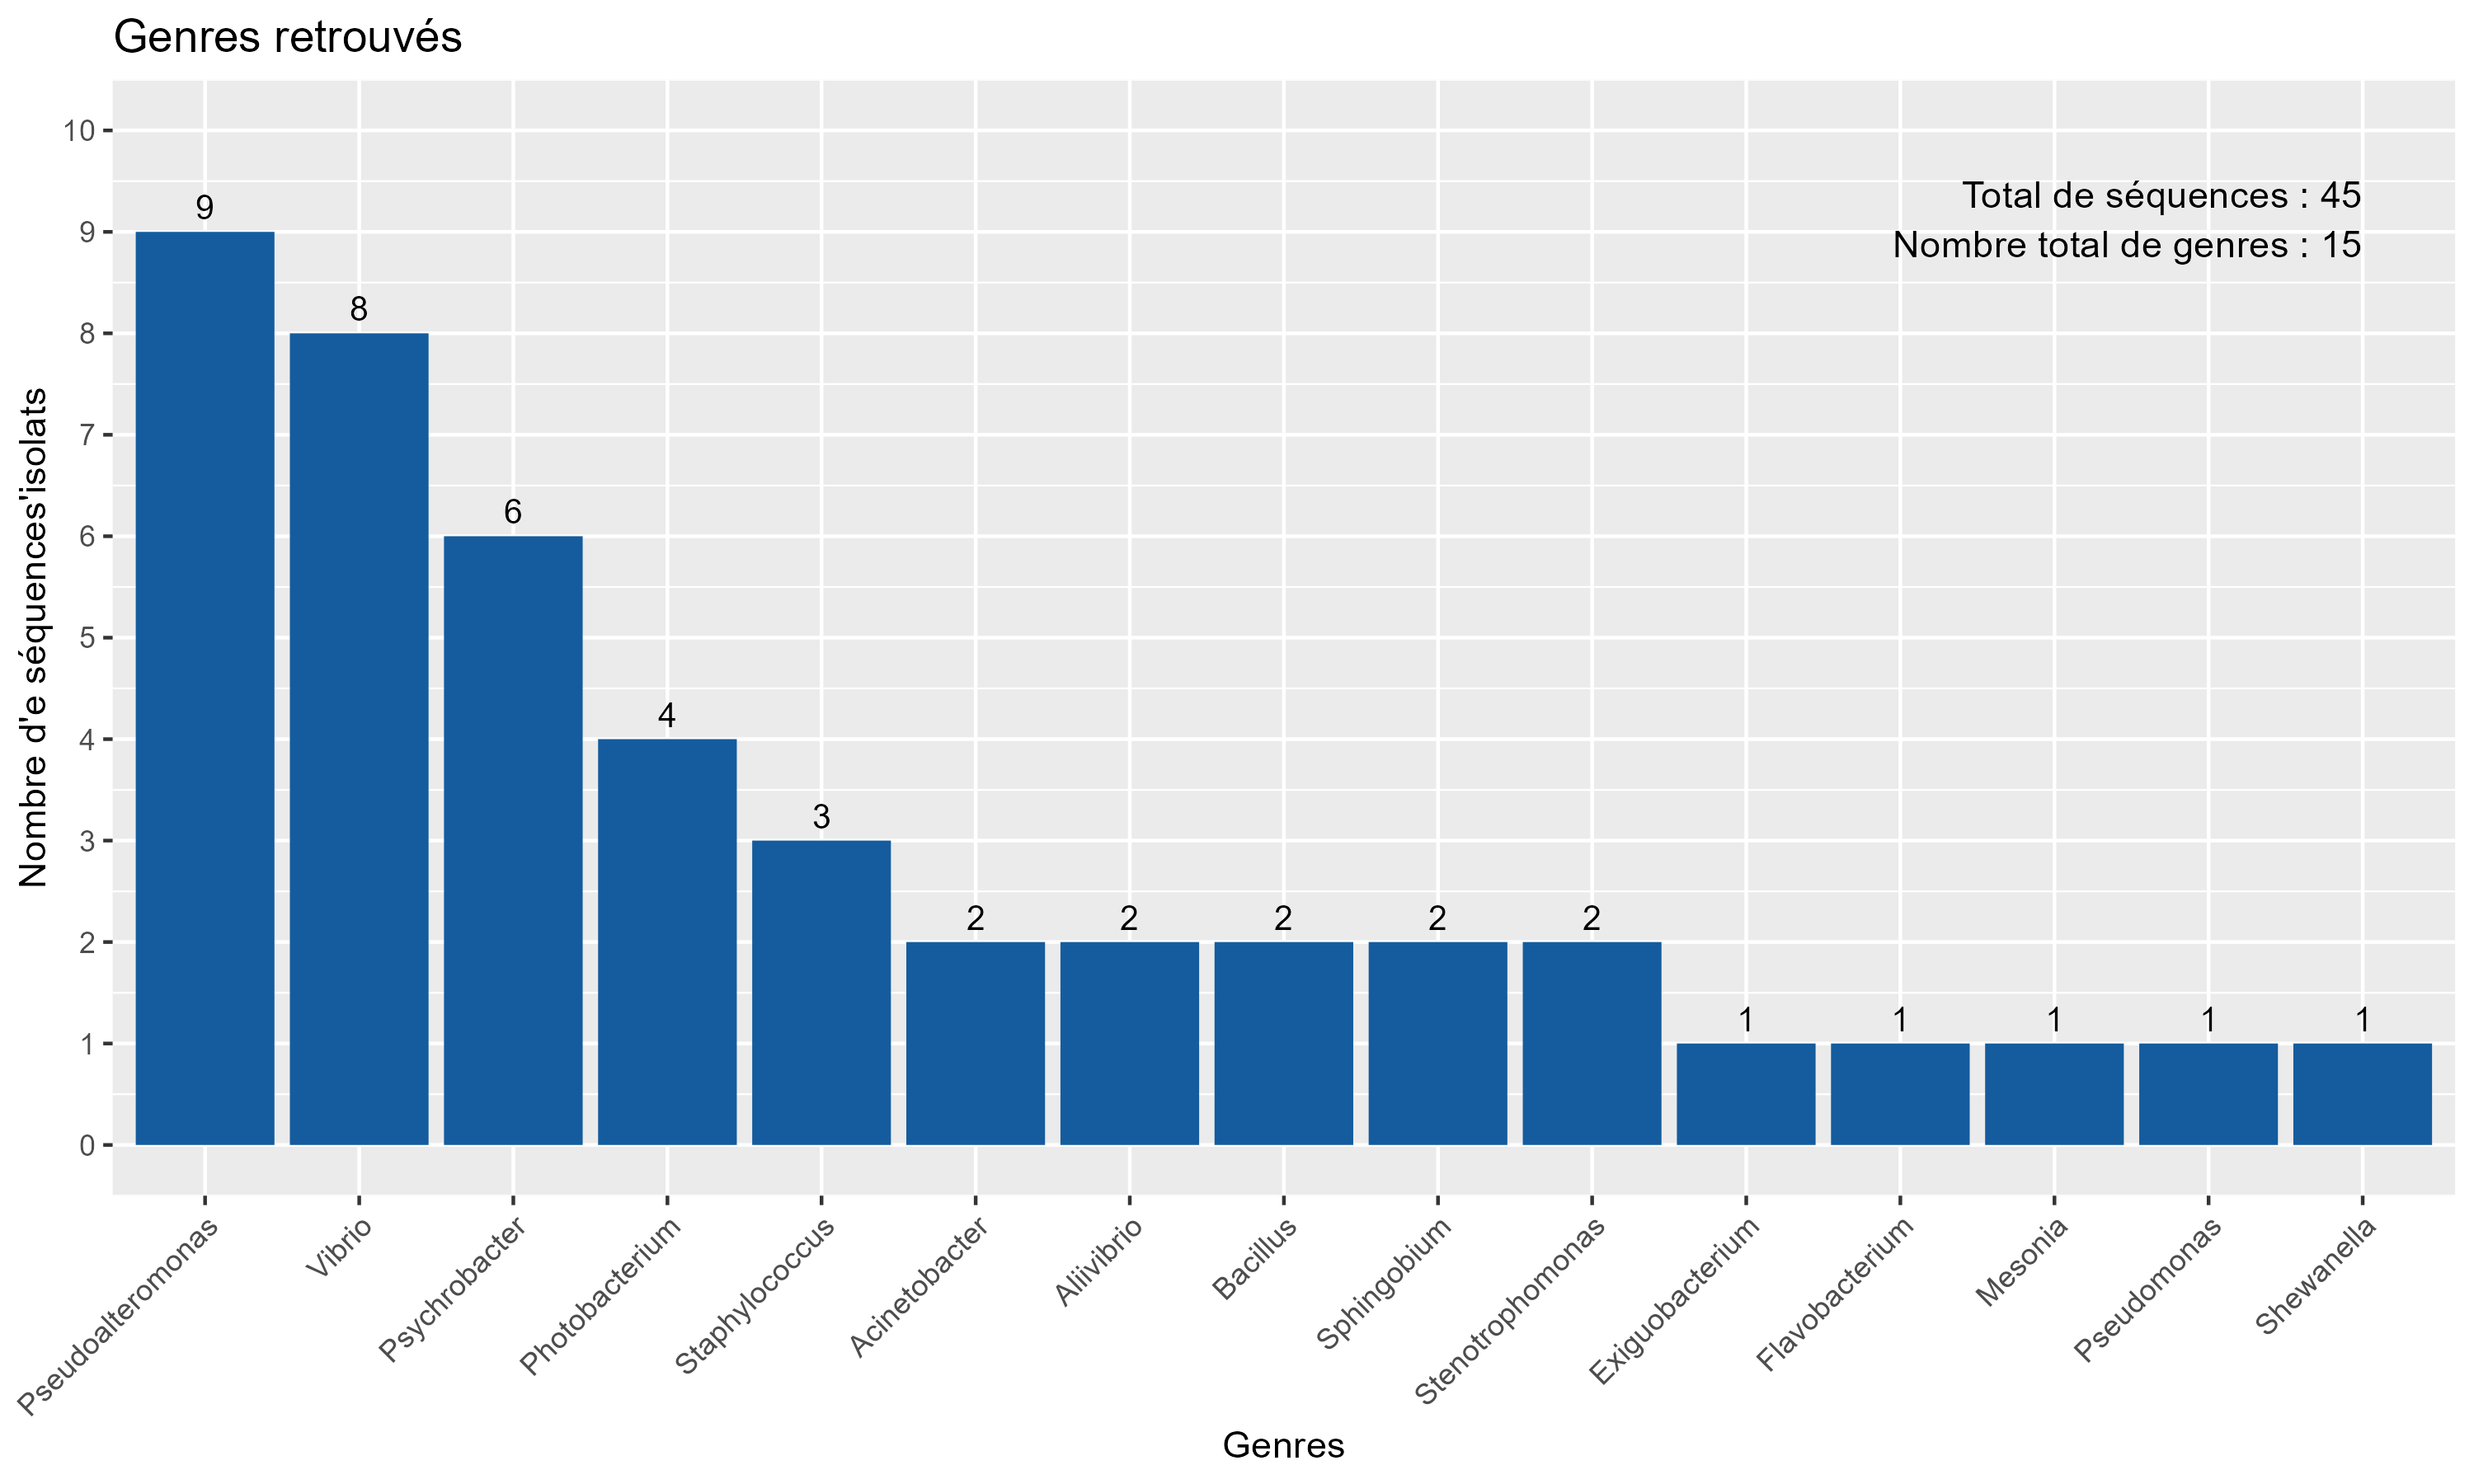 Genres retrouvés
Total de séquences : 45
Nombre total de genres : 15
Nombre d'e séquences'isolats
10
9
8
7
6
5
4
3
2
1
0
9
8
6
4
3
2
2
2
2
2
1
1
1
1
1
Pseudoalteromonas
Vibrio
Psychrobacter
Photobacterium
Staphylococcus
Acinetobacter
Aliivibrio
Bacillus
Sphingobium
Stenotrophomonas
Exiguobacterium
Flavobacterium
Mesonia
Pseudomonas
Shewanella
Genres